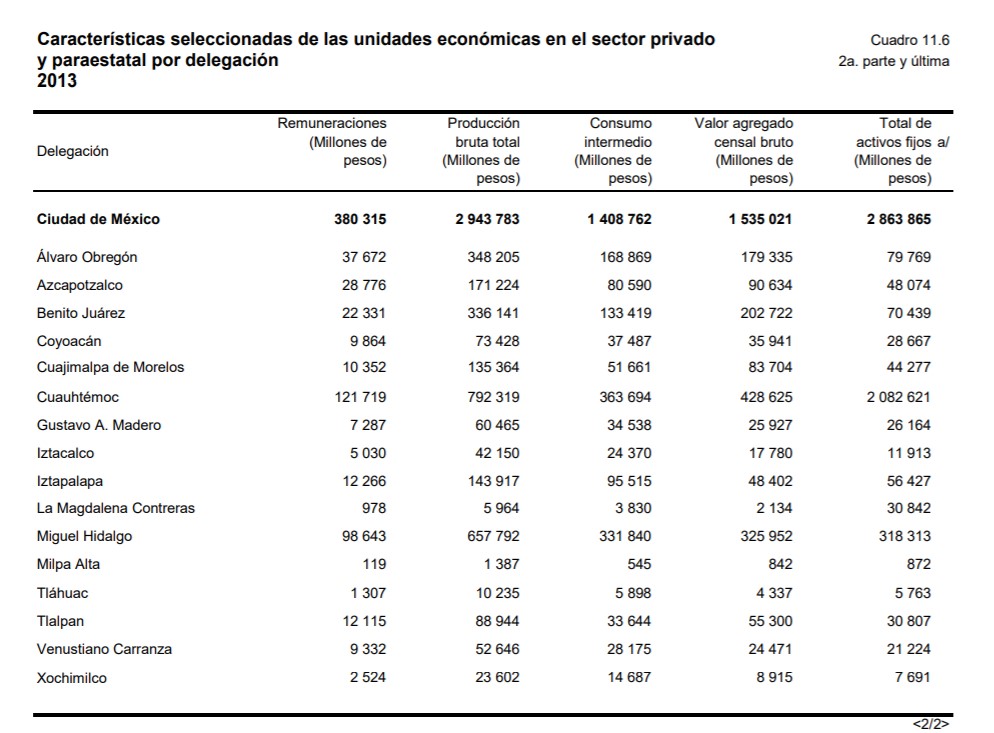 Características seleccionadas de las unidades económicas en el sector privado
y paraestatal por delegación
2013
Cuadro 11.6
2a. parte y última
Delegación
Remuneraciones
(Millones de
pesos)
Producción
bruta total
(Millones de
pesos)
Consumo
intermedio
(Millones de
pesos)
Valor agregado
censal bruto
(Millones de
pesos)
Total de
activos fijos a/
(Millones de
pesos)
Ciudad de México 380 315 2 943 783 1 408 762 1 535 021 2 863 865
Álvaro Obregón 37 672 348 205 168 869 179 335 79 769
Azcapotzalco 28 776 171 224 80 590 90 634 48 074
Benito Juárez 22 331 336 141 133 419 202 722 70 439
Coyoacán 9 864 73 428 37 487 35 941 28 667
Cuajimalpa de Morelos 10 352 135 364 51 661 83 704 44 277
Cuauhtémoc 121 719 792 319 363 694 428 625 2 082 621
Gustavo A. Madero 7 287 60 465 34 538 25 927 26 164
Iztacalco 5 030 42 150 24 370 17 780 11 913
Iztapalapa 12 266 143 917 95 515 48 402 56 427
La Magdalena Contreras 978 5 964 3 830 2 134 30 842
Miguel Hidalgo 98 643 657 792 331 840 325 952 318 313
Milpa Alta 119 1 387 545 842 872
Tláhuac 1 307 10 235 5 898 4 337 5 763
Tlalpan 12 115 88 944 33 644 55 300 30 807
Venustiano Carranza 9 332 52 646 28 175 24 471 21 224
Xochimilco 2 524 23 602 14 687 8 915 7 691
<2/2>